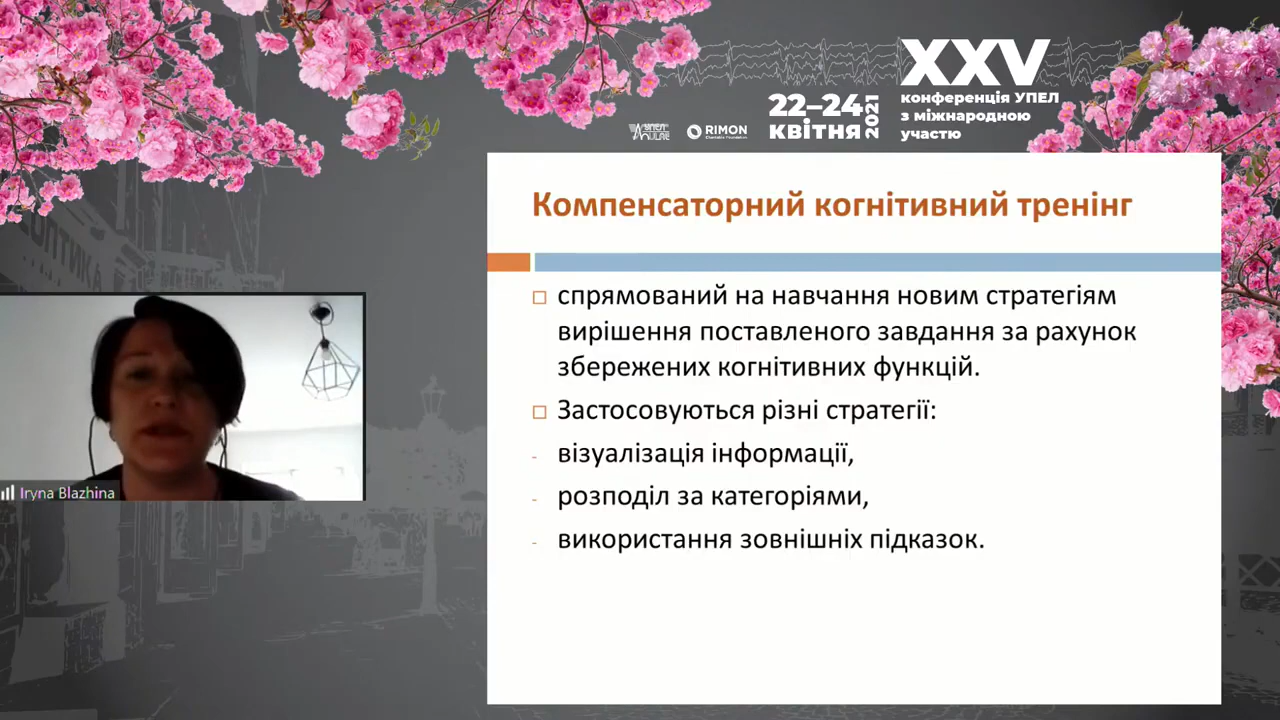 XXV
22–24
квітня
2021
конференція УПЕЛ
з міжнародною
участю
RIMON
ОПТИКА
Компенсаторний когнітивний тренінг
спрямований на навчання новим стратегіям
вирішення поставленого завдання за рахунок
збережених когнітивних функцій.
Застосовуються різні стратегії:
- візуалізація інформації,
- розподіл за категоріями,
- використання зовнішніх підказок.
Iryna Blazhina